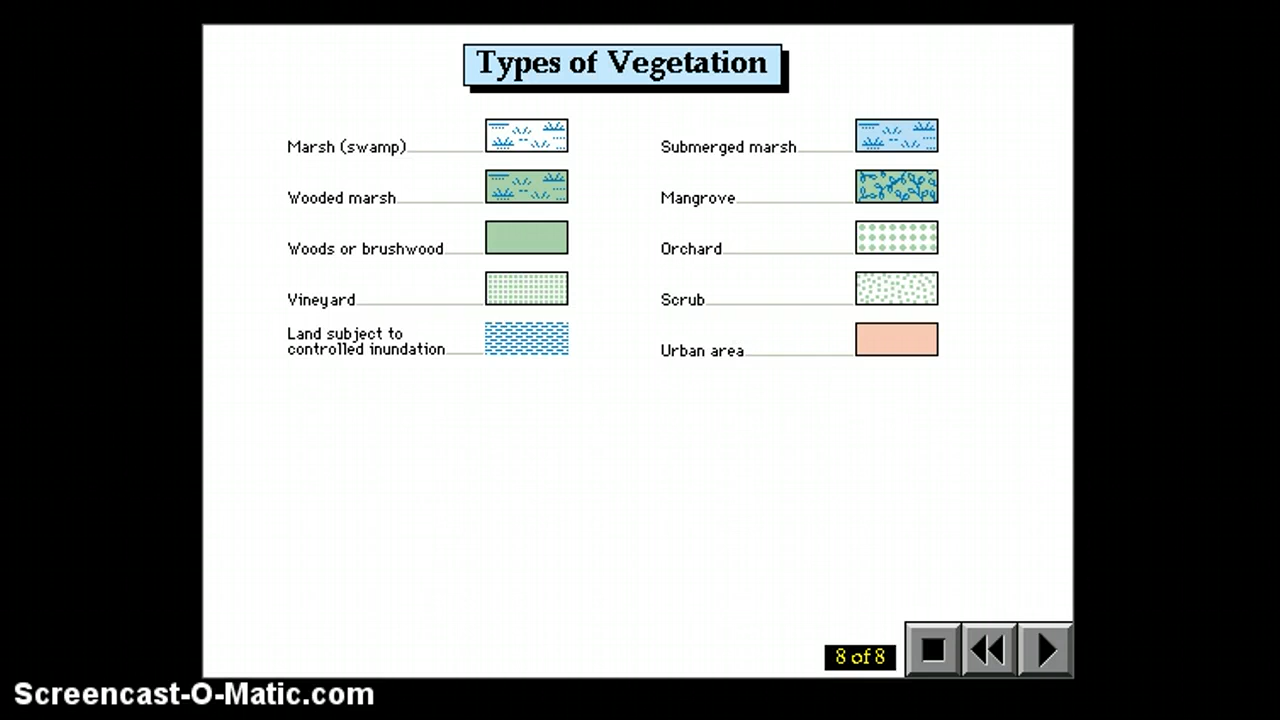 Types of Vegetation
Marsh (swamp)
Wooded marsh
Woods or brushwood
Vineyard
Land subject to
controlled inundation
Submerged marsh
Mangrove
Orchard
Scrub
Urban area
8 of 8
Screencast-O-Matic.com